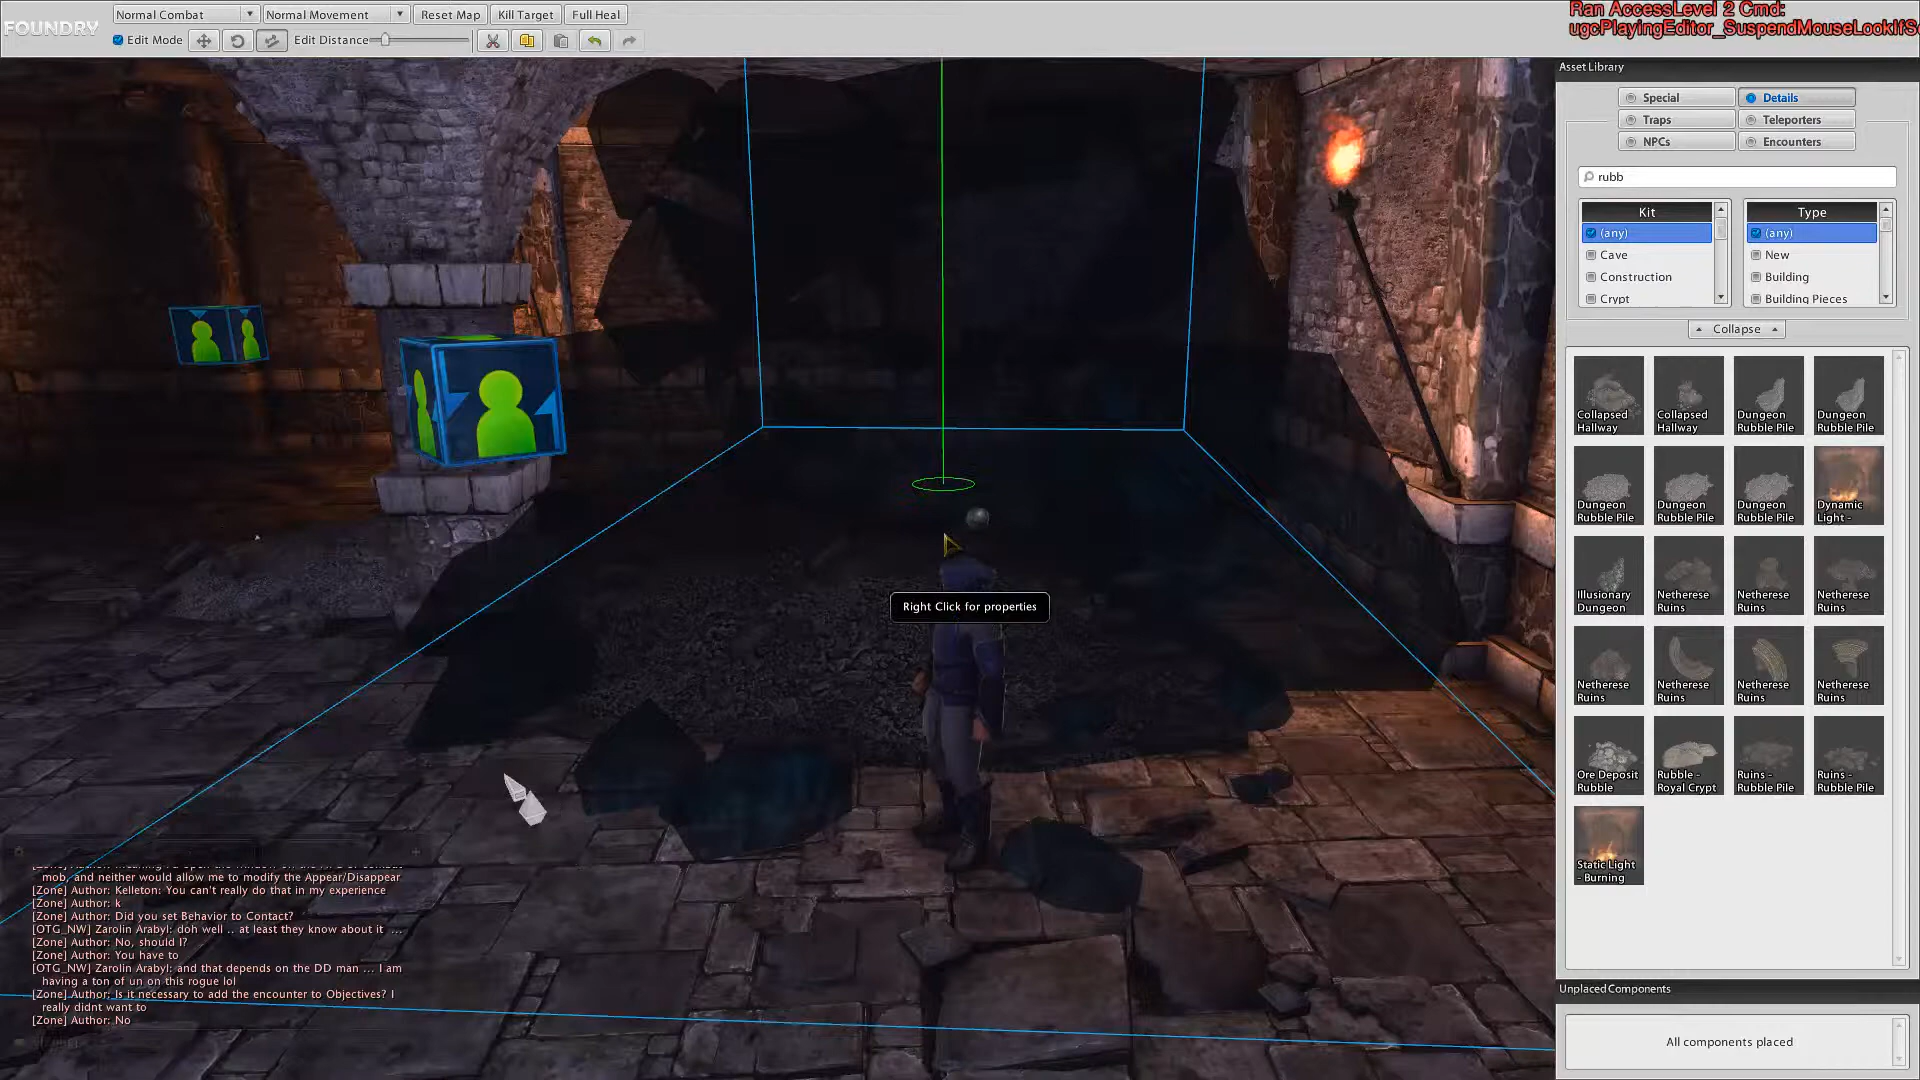 FOUNDRY
Normal Combat
Normal Movement
Reset Map
Kill Target
Full Heal
Edit Mode
Edit Distance
Ran AccessLevel 2 Cmd:
ugcPlayingEditor_SuspendMouseLookIfS
Asset Library
Special
Details
Traps
Teleporters
NPCs
Encounters
rubb
Kit
Type
(any)
(any)
Cave
New
Construction
Building
Crypt
Building Pieces
Collapse
Collapsed
Hallway
Collapsed
Hallway
Dungeon
Rubble Pile
Dungeon
Rubble Pile
Dungeon
Rubble Pile
Dungeon
Rubble Pile
Dungeon
Rubble Pile
Dynamic
Light -
Illusionary
Dungeon
Netherese
Ruins
Netherese
Ruins
Netherese
Ruins
Netherese
Ruins
Netherese
Ruins
Netherese
Ruins
Netherese
Ruins
Ore Deposit
Rubble
Rubble -
Royal Crypt
Ruins -
Rubble Pile
Ruins -
Rubble Pile
Static Light
- Burning
Unplaced Components
All components placed
Right Click for properties
mob, and neither would allow me to modify the Appear/Disappear
[Zone] Author: Kelleton: You can't really do that in my experience
[Zone] Author: k
[Zone] Author: Did you set Behavior to Contact?
[OTG_NW] Zarolin Arabyl: doh well .. at least they know about it ...
[Zone] Author: No, should I?
[Zone] Author: You have to
[OTG_NW] Zarolin Arabyl: and that depends on the DD man ... I am
having a ton of un on this rogue lol
[Zone] Author: Is it necessary to add the encounter to Objectives? I
really didnt want to
[Zone] Author: No